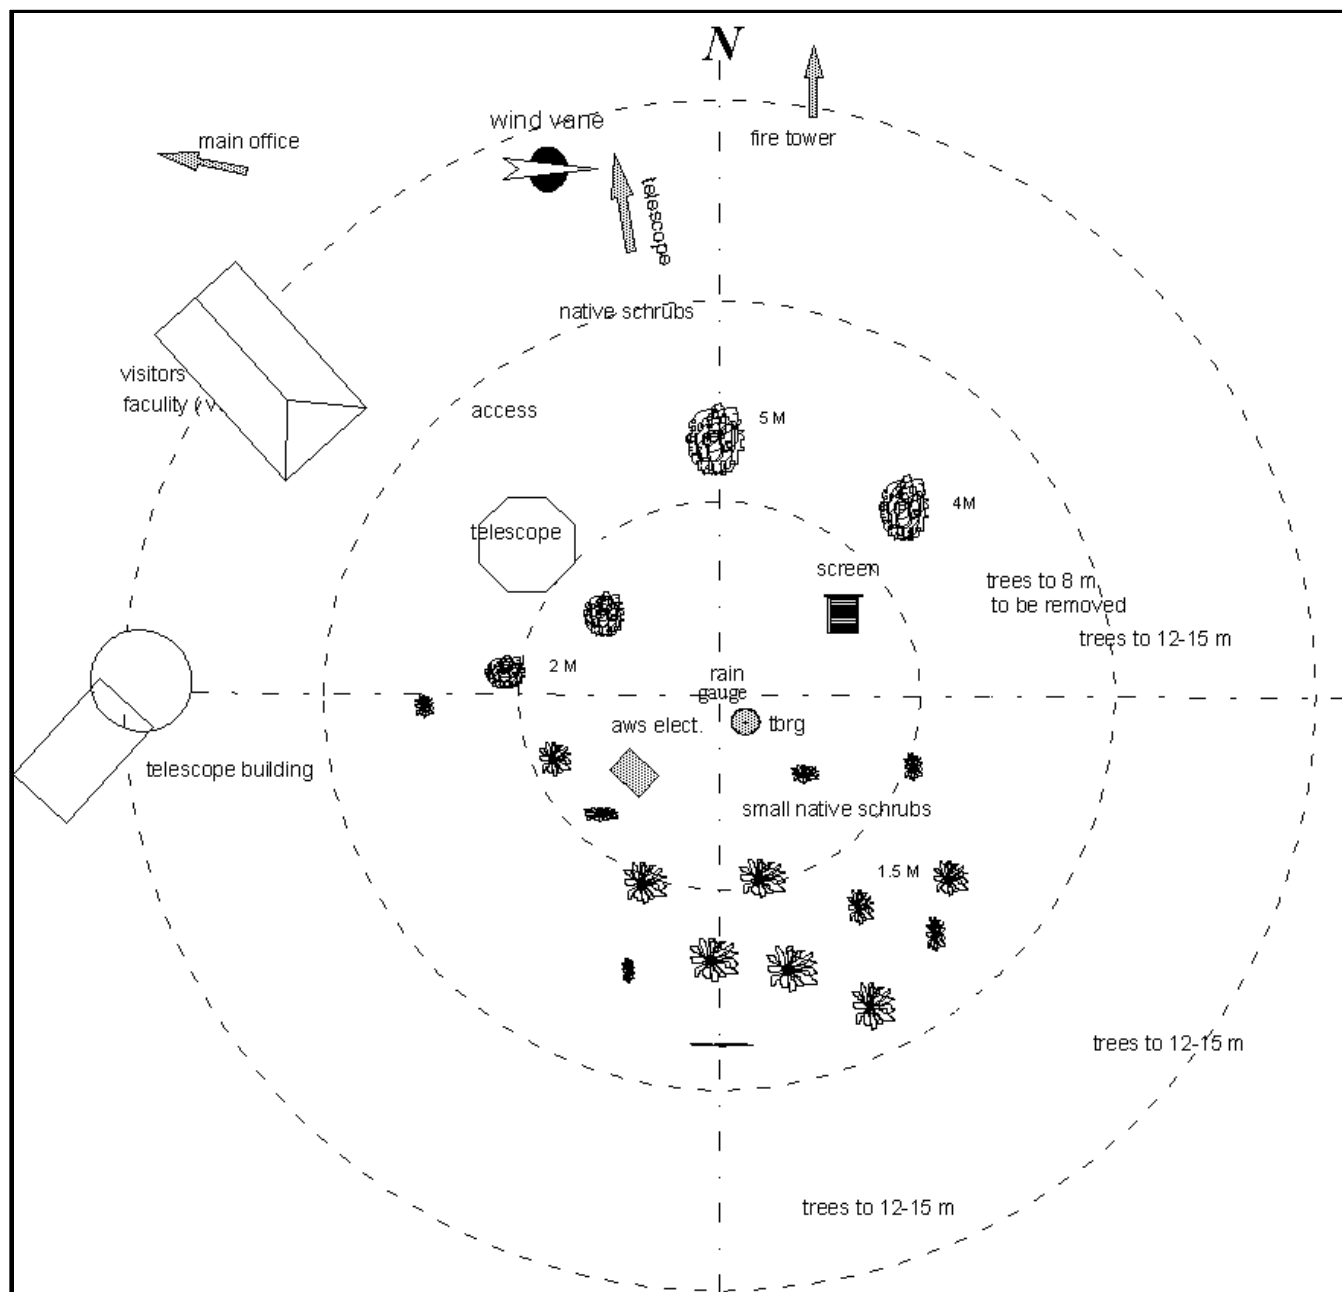 N
main office
wind vane
fire tower
telescope
native schrubs
visitors
faculity (v
access
5 M
telescope
4M
screen
trees to 8 m
to be removed
trees to 12-15 m
2 M
rain
gauge
aws elect.
tbrg
telescope building
small native schrubs
1.5 M
trees to 12-15 m
trees to 12-15 m